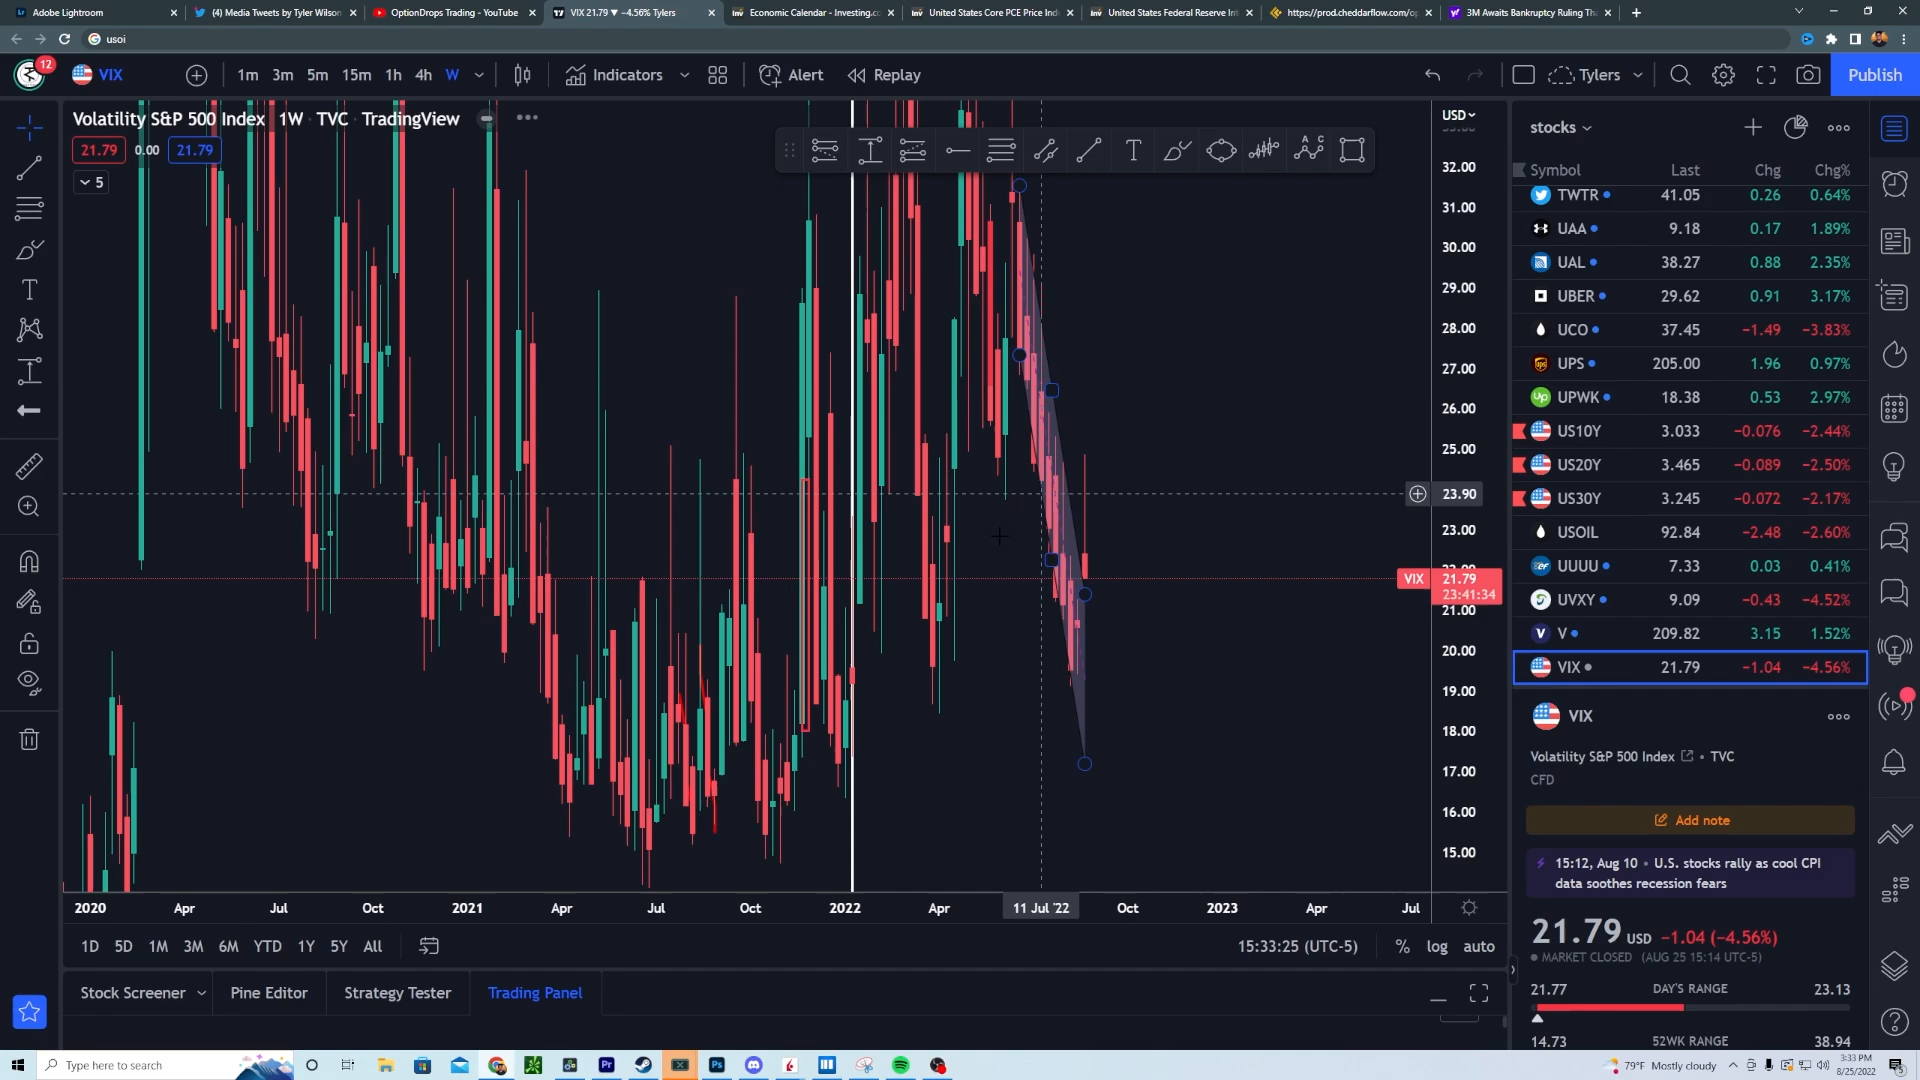 Adobe Lightroom
(4) Media Tweets by Tyler Wilson
OptionDrops Trading - YouTube
VIX 21.79 ▼ −4.56% Tylers
Economic Calendar - Investing.co
United States Core PCE Price Ind
United States Federal Reserve Int
https://prod.cheddarflow.com/op
3M Awaits Bankruptcy Ruling Tha
usoi
12
VIX
1m 3m 5m 15m 1h 4h W
Indicators
Alert
Replay
Tylers
Publish
Volatility S&P 500 Index 1W · TVC TradingView
21.79 0.00 21.79
5
USD
32.00
31.00
30.00
29.00
28.00
27.00
26.00
25.00
23.90
23.00
VIX 21.79
23:41:34
21.00
20.00
19.00
18.00
17.00
16.00
15.00
2020 Apr Jul Oct 2021 Apr Jul Oct 2022 Apr 11 Jul '22 Oct 2023 Apr Jul
1D 5D 1M 3M 6M YTD 1Y 5Y All
15:33:25 (UTC-5) % log auto
Stock Screener Pine Editor Strategy Tester Trading Panel
stocks
Symbol Last Chg Chg%
TWTR 41.05 0.26 0.64%
UAA 9.18 0.17 1.89%
UAL 38.27 0.88 2.35%
UBER 29.62 0.91 3.17%
UCO 37.45 −1.49 −3.83%
UPS 205.00 1.96 0.97%
UPWK 18.38 0.53 2.97%
US10Y 3.033 −0.076 −2.44%
US20Y 3.465 −0.089 −2.50%
US30Y 3.245 −0.072 −2.17%
USOIL 92.84 −2.48 −2.60%
UUUU 7.33 0.03 0.41%
UVXY 9.09 −0.43 −4.52%
V 209.82 3.15 1.52%
VIX 21.79 −1.04 −4.56%
VIX
Volatility S&P 500 Index • TVC
CFD
Add note
15:12, Aug 10 • U.S. stocks rally as cool CPI
data soothes recession fears
21.79 USD −1.04 (−4.56%)
MARKET CLOSED (AUG 25 15:14 UTC-5)
21.77 DAY'S RANGE 23.13
14.73 52WK RANGE 38.94
Type here to search
79°F Mostly cloudy
3:33 PM
8/25/2022